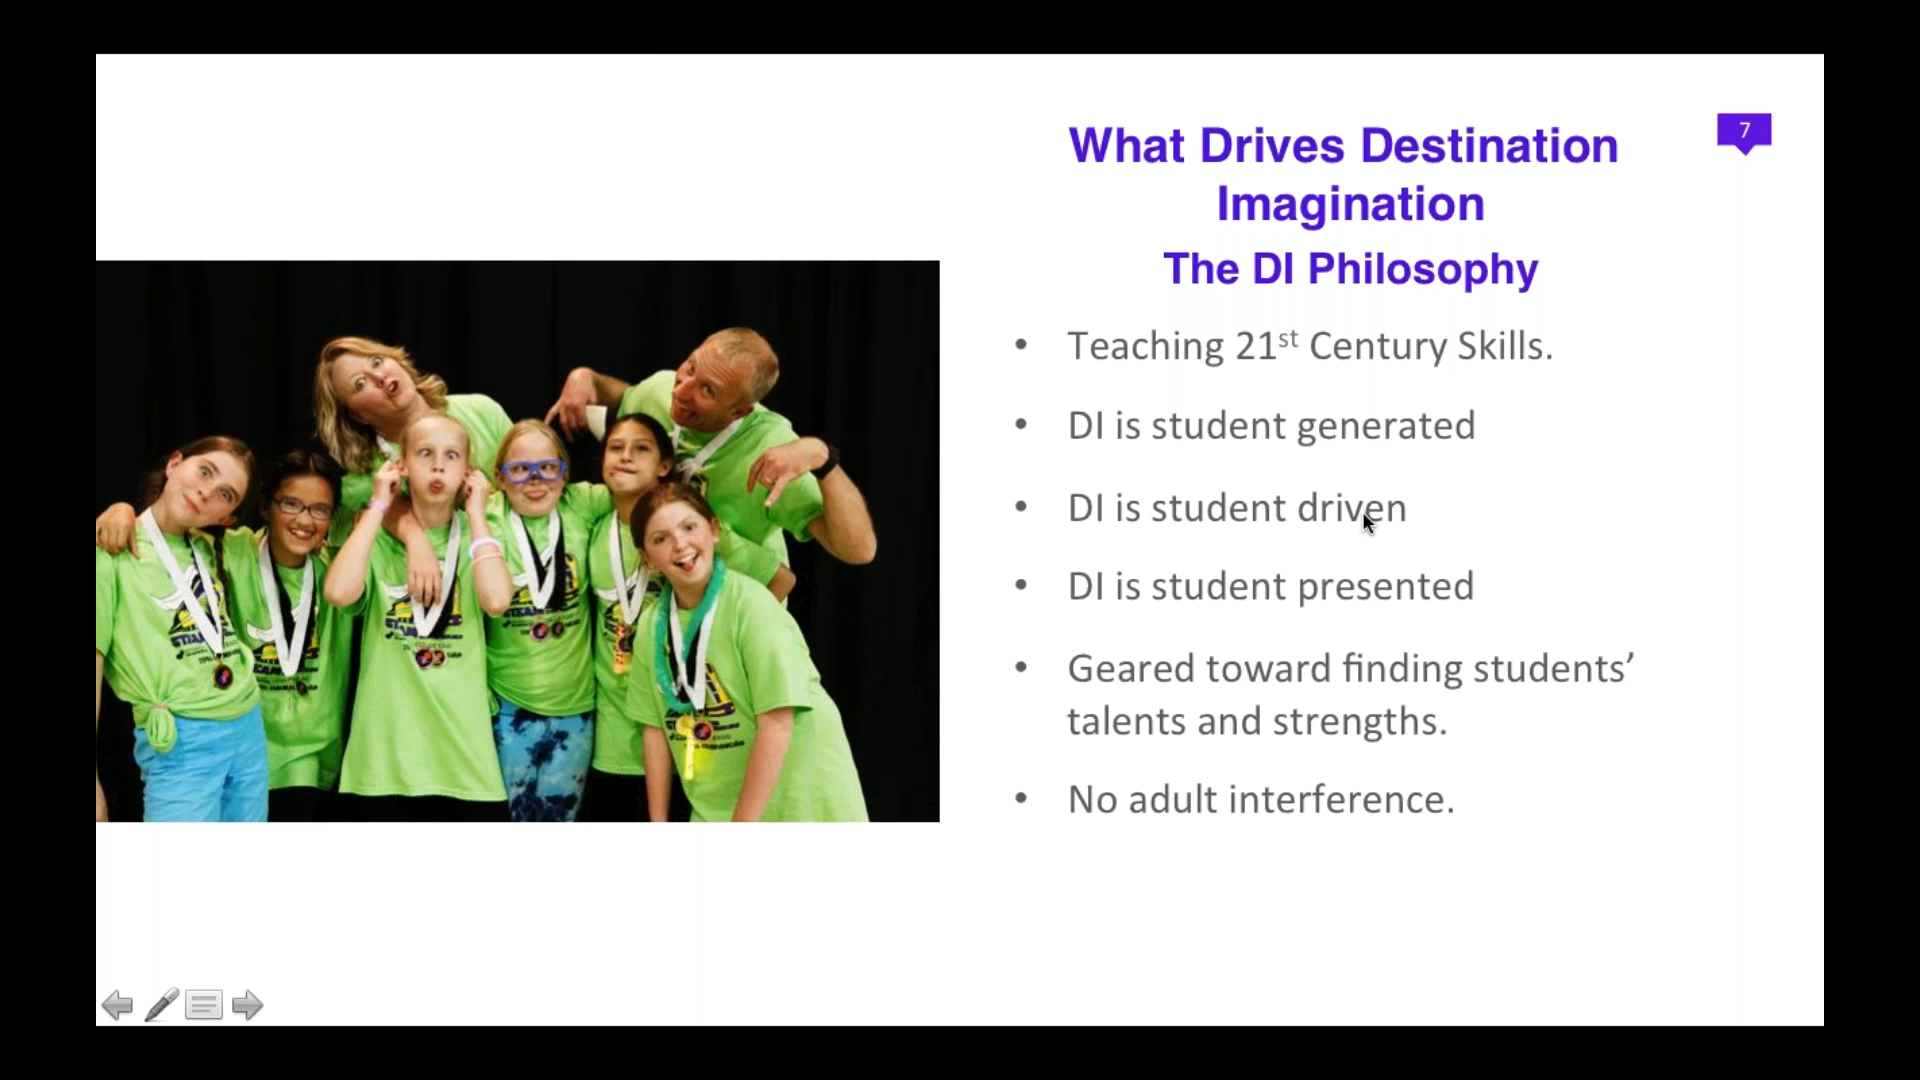 7
What Drives Destination
Imagination
The DI Philosophy
• Teaching 21st Century Skills.
• DI is student generated
• DI is student driven
• DI is student presented
• Geared toward finding students’
talents and strengths.
• No adult interference.